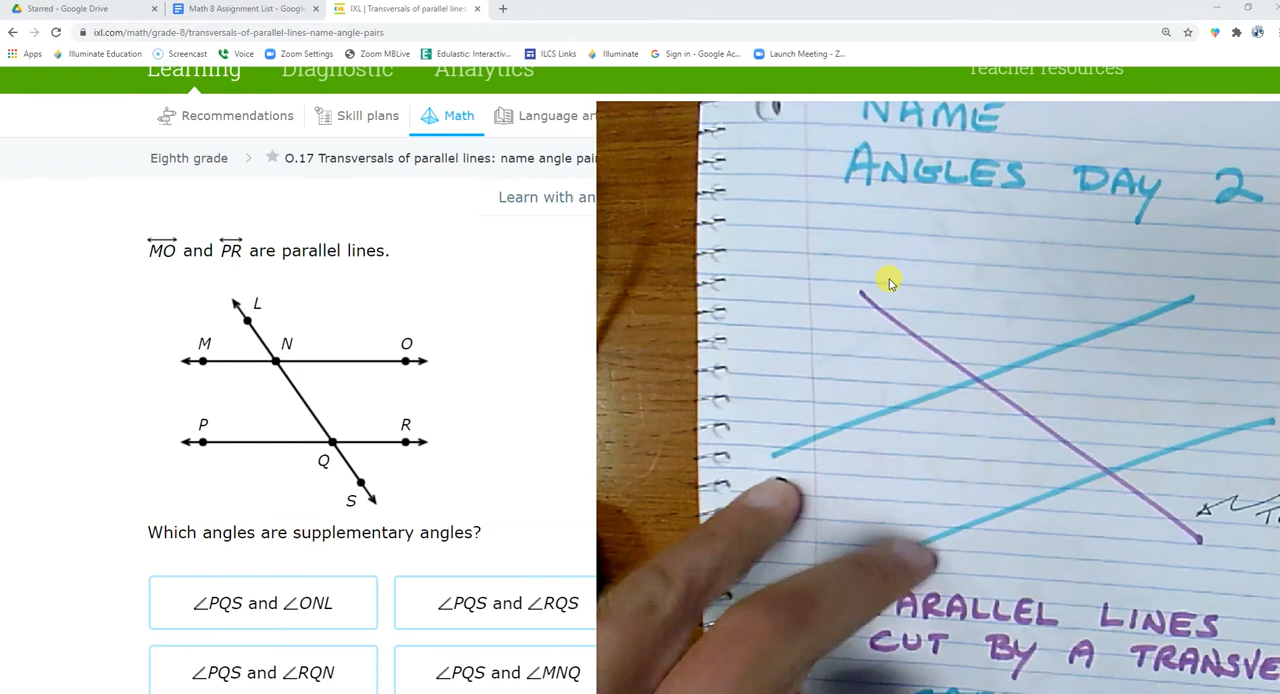 Starred - Google Drive
Math 8 Assignment List - Google
IXL | Transversals of parallel lines
ixl.com/math/grade-8/transversals-of-parallel-lines-name-angle-pairs
Apps Illuminate Education Screencast Voice Zoom Settings Zoom MBLive Edulastic: Interactiv... ILCS Links Illuminate Sign in - Google Ac... Launch Meeting - Z...
Learning Diagnostic Analytics Teacher resources
Recommendations Skill plans Math Language ar
Eighth grade > O.17 Transversals of parallel lines: name angle pair
Learn with an
MO and PR are parallel lines.
L
M N O
P R
Q
S
Which angles are supplementary angles?
∠PQS and ∠ONL ∠PQS and ∠RQS
∠PQS and ∠RQN ∠PQS and ∠MNQ
NAME
ANGLES DAY 2
ARALLEL LINES
CUT BY A TRANSVE